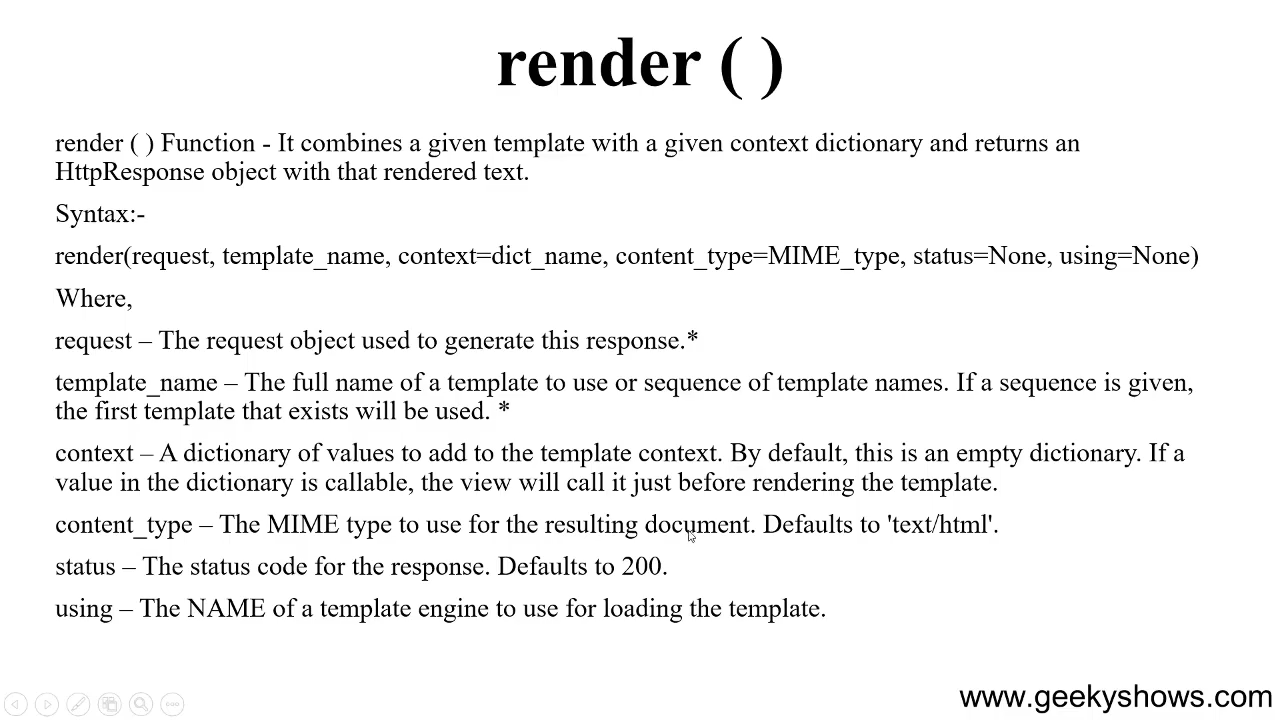 render ( )
render ( ) Function - It combines a given template with a given context dictionary and returns an
HttpResponse object with that rendered text.
Syntax:-
render(request, template_name, context=dict_name, content_type=MIME_type, status=None, using=None)
Where,
request – The request object used to generate this response.*
template_name – The full name of a template to use or sequence of template names. If a sequence is given,
the first template that exists will be used. *
context – A dictionary of values to add to the template context. By default, this is an empty dictionary. If a
value in the dictionary is callable, the view will call it just before rendering the template.
content_type – The MIME type to use for the resulting document. Defaults to 'text/html'.
status – The status code for the response. Defaults to 200.
using – The NAME of a template engine to use for loading the template.
www.geekyshows.com